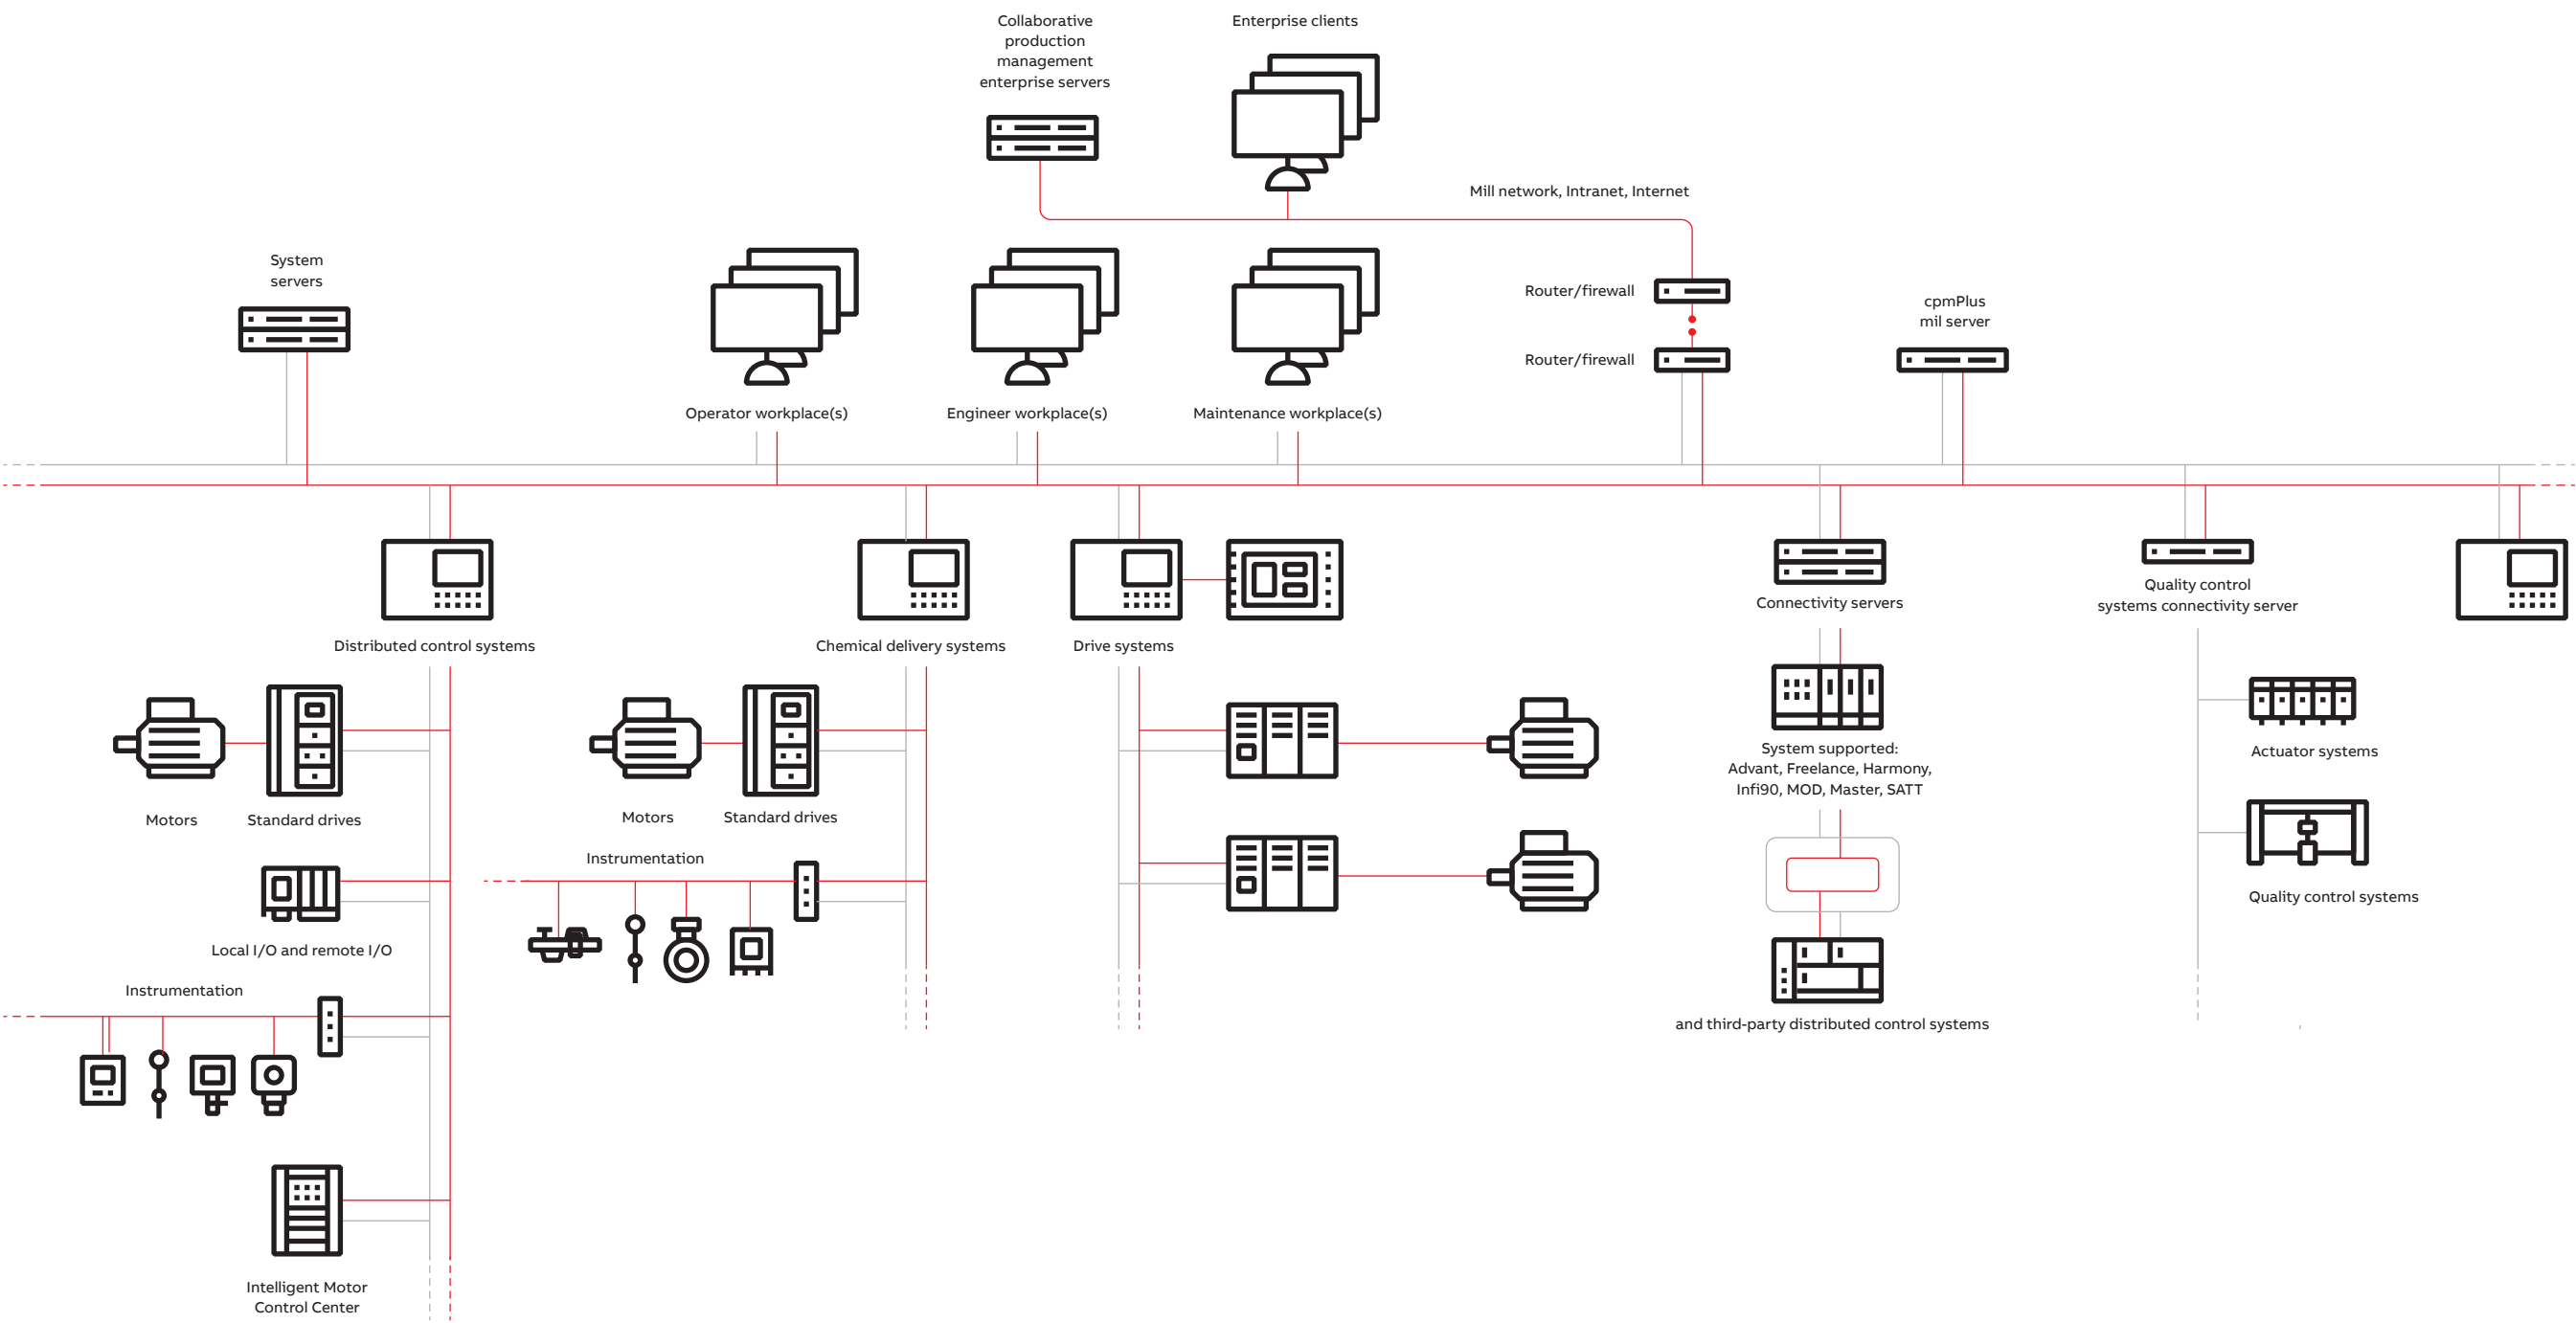 Collaborative
production
management
enterprise servers
Enterprise clients
Mill network, Intranet, Internet
System
servers
Router/firewall
cpmPlus
mil server
Router/firewall
Operator workplace(s)
Engineer workplace(s)
Maintenance workplace(s)
Distributed control systems
Chemical delivery systems
Drive systems
Connectivity servers
Quality control
systems connectivity server
Motors
Standard drives
Motors
Standard drives
System supported:
Advant, Freelance, Harmony,
Infi90, MOD, Master, SATT
Actuator systems
Instrumentation
Quality control systems
Local I/O and remote I/O
Instrumentation
and third-party distributed control systems
Intelligent Motor
Control Center